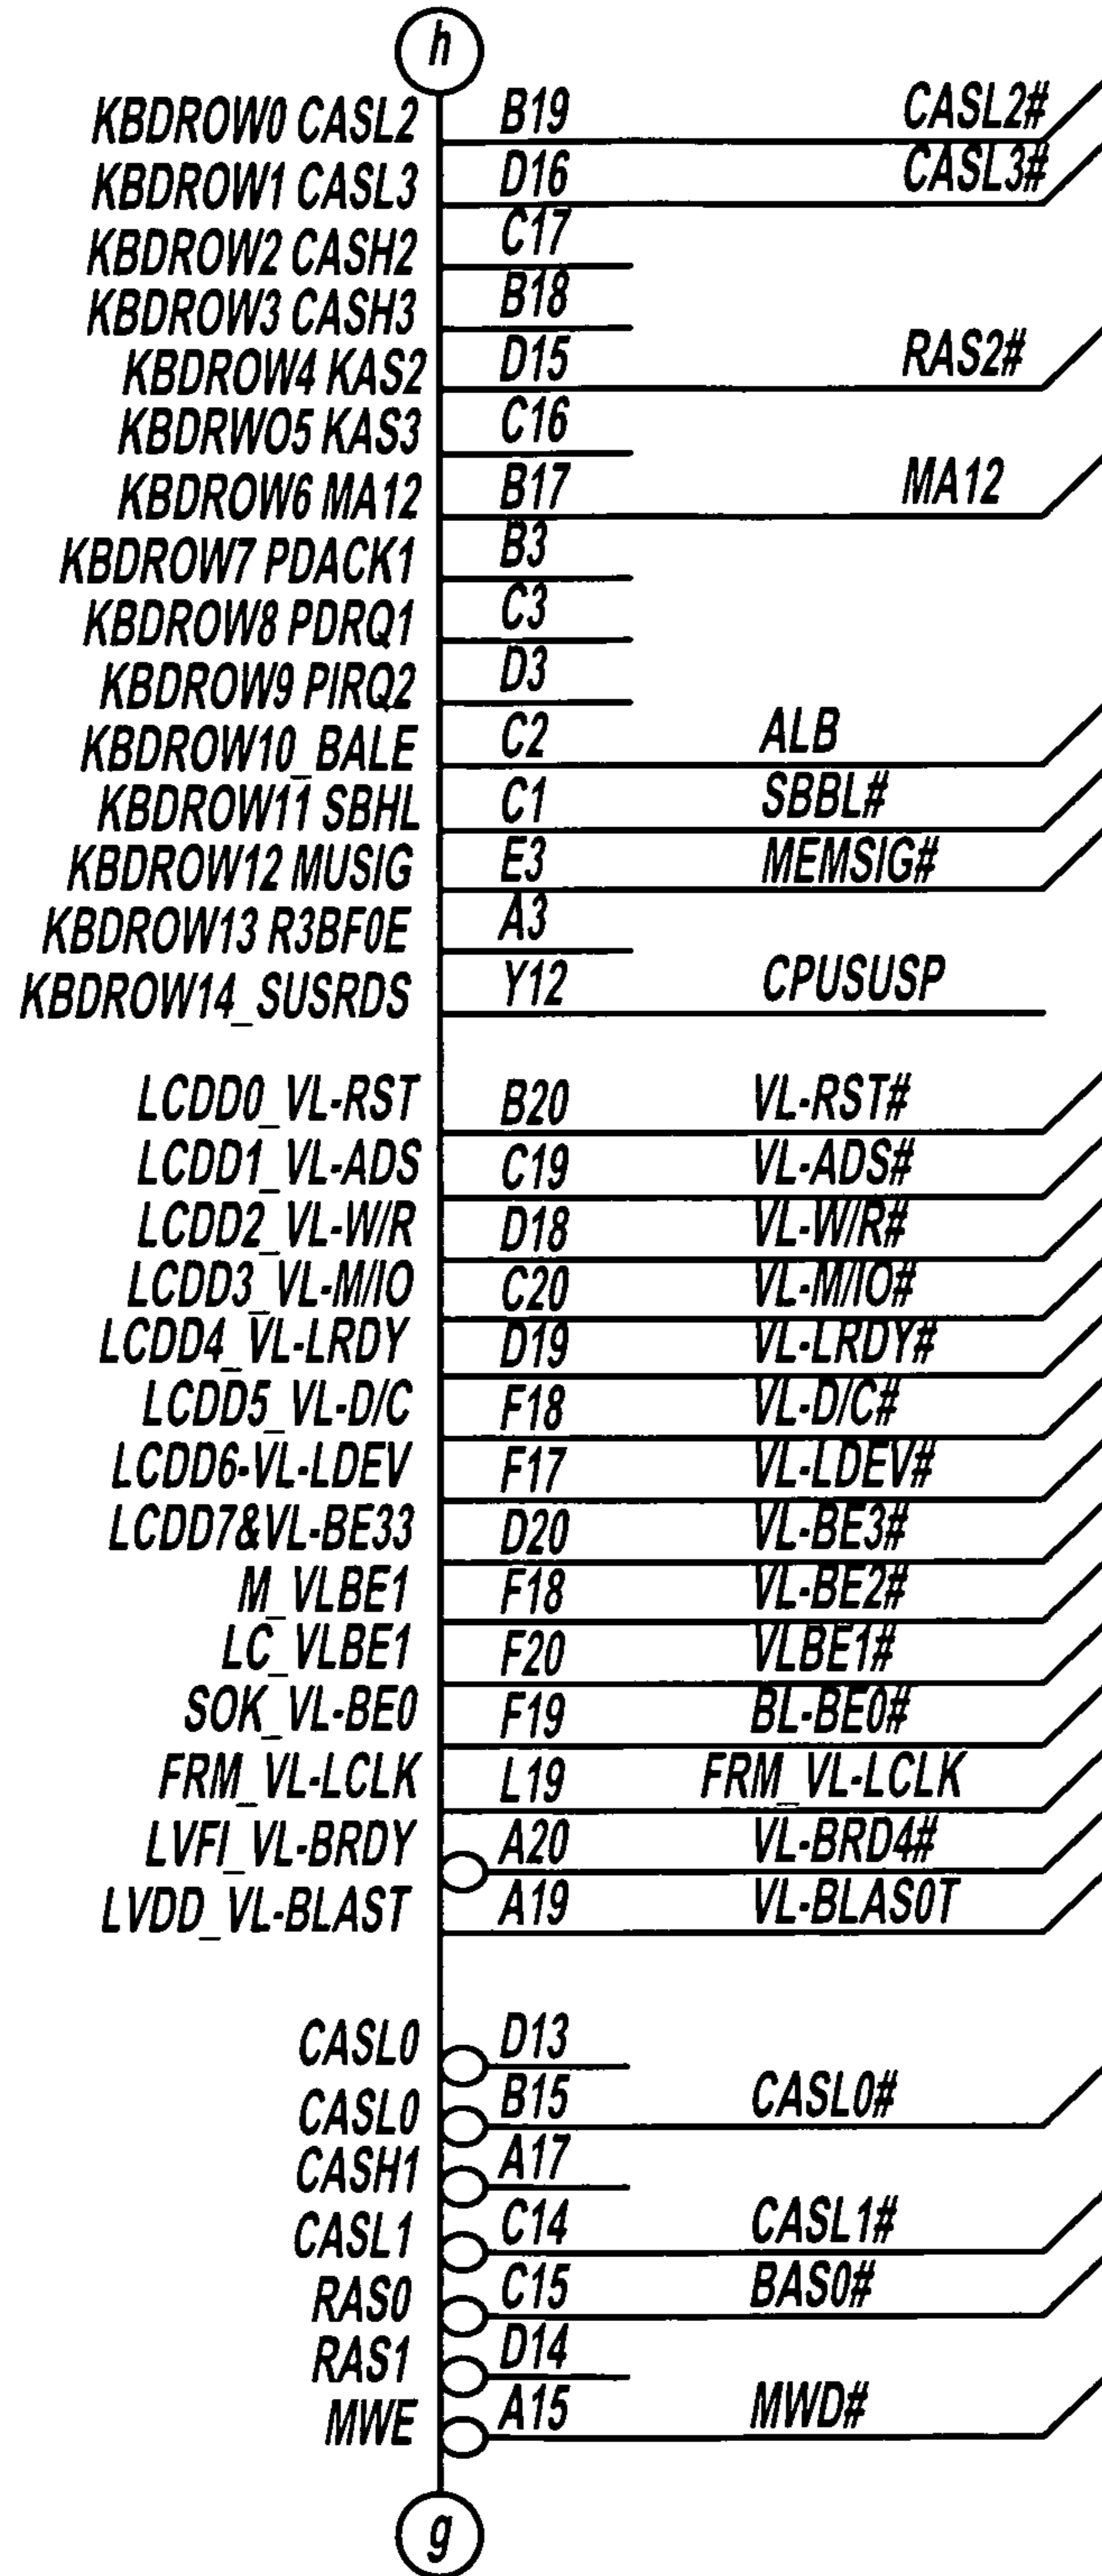 h
KBDROW0 CASL2 B19 CASL2#
KBDROW1 CASL3 D16 CASL3#
KBDROW2 CASH2 C17
KBDROW3 CASH3 B18
KBDROW4 KAS2 D15 RAS2#
KBDRWO5 KAS3 C16
KBDROW6 MA12 B17 MA12
KBDROW7 PDACK1 B3
KBDROW8 PDRQ1 C3
KBDROW9 PIRQ2 D3
KBDROW10_BALE C2 ALB
KBDROW11 SBHL C1 SBBL#
KBDROW12 MUSIG E3 MEMSIG#
KBDROW13 R3BF0E A3
KBDROW14_SUSRDS Y12 CPUSUSP
LCDD0_VL-RST B20 VL-RST#
LCDD1_VL-ADS C19 VL-ADS#
LCDD2_VL-W/R D18 VL-W/R#
LCDD3_VL-M/IO C20 VL-M/IO#
LCDD4_VL-LRDY D19 VL-LRDY#
LCDD5_VL-D/C F18 VL-D/C#
LCDD6-VL-LDEV F17 VL-LDEV#
LCDD7&VL-BE33 D20 VL-BE3#
M_VLBE1 F18 VL-BE2#
LC_VLBE1 F20 VLBE1#
SOK_VL-BE0 F19 BL-BE0#
FRM_VL-LCLK L19 FRM_VL-LCLK
LVFI_VL-BRDY A20 VL-BRD4#
LVDD_VL-BLAST A19 VL-BLAS0T
CASL0 D13
CASL0 B15 CASL0#
CASH1 A17
CASL1 C14 CASL1#
RAS0 C15 BAS0#
RAS1 D14
MWE A15 MWD#
g